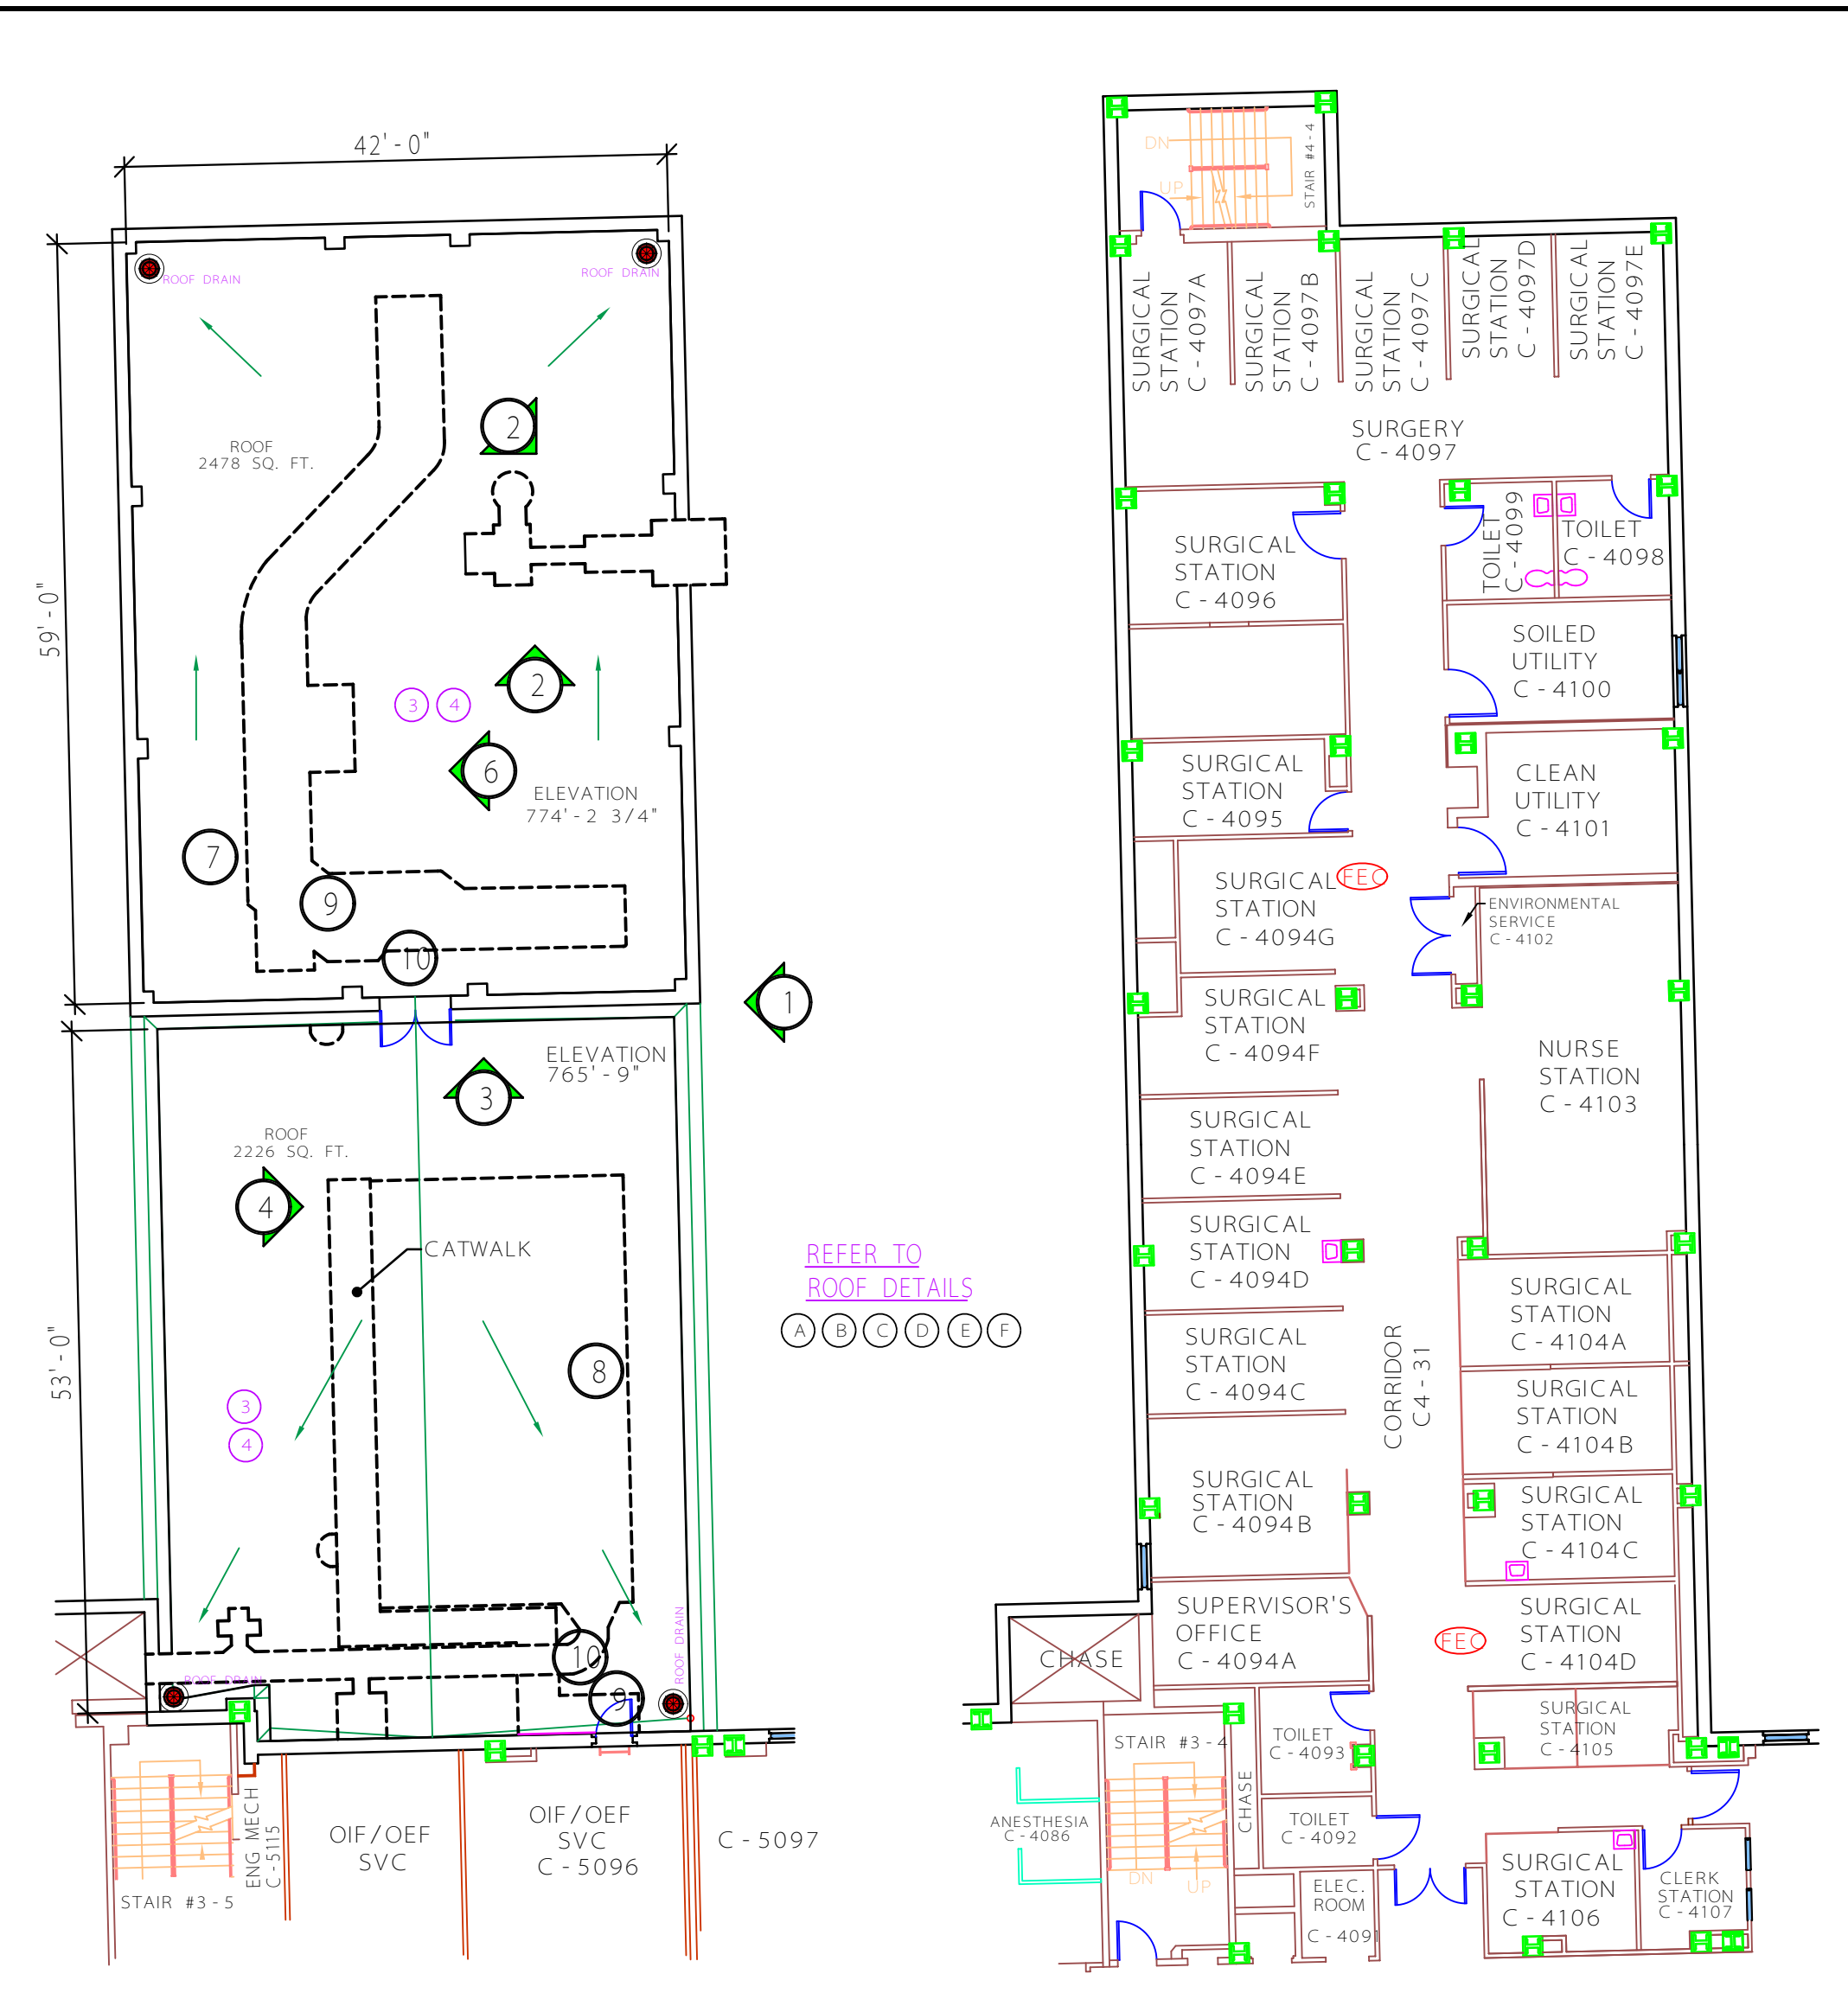 42'-0"
ROOF DRAIN
ROOF DRAIN
59'-0"
ROOF
2478 SQ. FT.
2
2
3
4
6
ELEVATION
774'-2 3/4"
7
9
10
1
ELEVATION
765'-9"
3
ROOF
2226 SQ. FT.
4
CATWALK
53'-0"
8
3
4
ROOF DRAIN
10
9
ROOF DRAIN
ENG MECH
C-5115
STAIR #3-5
OIF/OEF
SVC
OIF/OEF
SVC
C-5096
C-5097
REFER TO
ROOF DETAILS
A B C D E F
DN
UP
STAIR #4-4
SURGICAL
STATION
C-4097A
SURGICAL
STATION
C-4097B
SURGICAL
STATION
C-4097C
SURGICAL
STATION
C-4097D
SURGICAL
STATION
C-4097E
SURGERY
C-4097
SURGICAL
STATION
C-4096
TOILET
C-4099
TOILET
C-4098
SOILED
UTILITY
C-4100
SURGICAL
STATION
C-4095
CLEAN
UTILITY
C-4101
SURGICAL
STATION
C-4094G
FEC
ENVIRONMENTAL
SERVICE
C-4102
SURGICAL
STATION
C-4094F
NURSE
STATION
C-4103
SURGICAL
STATION
C-4094E
SURGICAL
STATION
C-4094D
SURGICAL
STATION
C-4104A
SURGICAL
STATION
C-4094C
CORRIDOR
C4-31
SURGICAL
STATION
C-4104B
SURGICAL
STATION
C-4094B
SURGICAL
STATION
C-4104C
SUPERVISOR'S
OFFICE
C-4094A
FEC
SURGICAL
STATION
C-4104D
CHASE
SURGICAL
STATION
C-4105
STAIR #3-4
CHASE
TOILET
C-4093
ANESTHESIA
C-4086
TOILET
C-4092
DN
UP
ELEC.
ROOM
C-4091
SURGICAL
STATION
C-4106
CLERK
STATION
C-4107